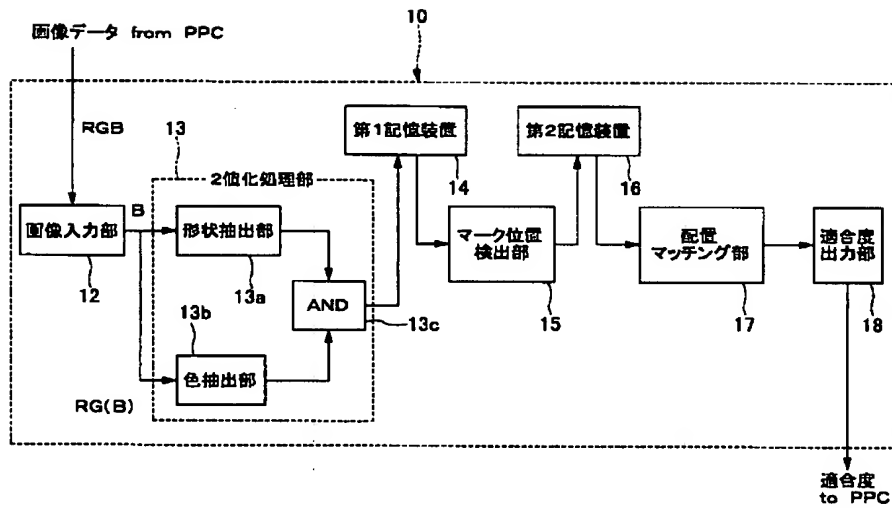 画像データ from PPC
10
RGB
13
2値化処理部
第1記憶装置
14
第2記憶装置
16
画像入力部
12
B
形状抽出部
13a
AND
13c
13b
色抽出部
RG(B)
マーク位置
検出部
15
配置
マッチング部
17
適合度
出力部
18
適合度
to PPC